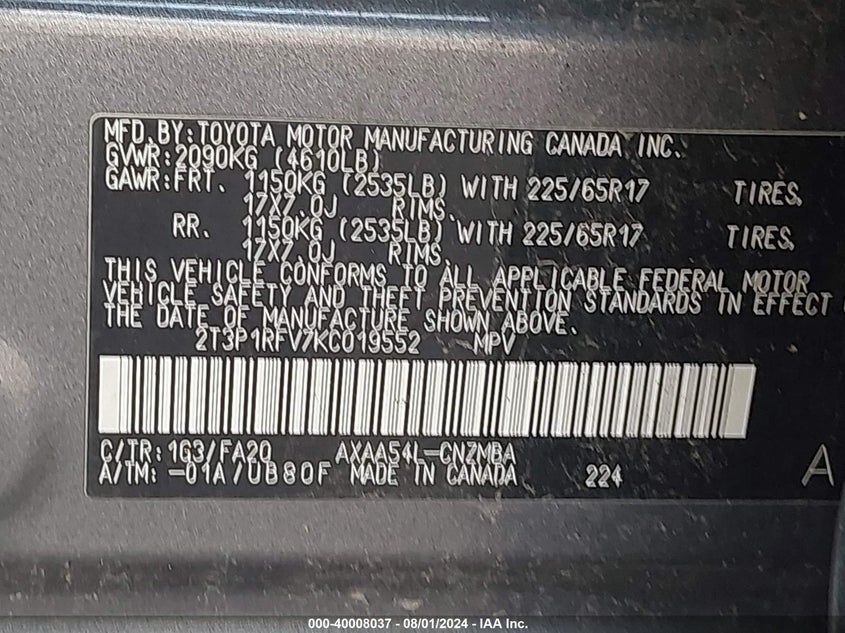 MFD.BY:TOYOTA MOTOR MANUFACTURING CANADA INC.
GVWR:2090KG (4610LB)
GAWR:FRT. 1150KG (2535LB) WITH 225/65R17 TIRES,
17X7.0J RIMS.
RR. 1150KG (2535LB) WITH 225/65R17 TIRES,
17X7.0J RIMS.
THIS VEHICLE CONFORMS TO ALL APPLICABLE FEDERAL MOTOR
VEHICLE SAFETY AND THEFT PREVENTION STANDARDS IN EFFECT
THE DATE OF MANUFACTURE SHOWN ABOVE.
2T3P1RFV7KC019552 MPV
C/TR:1G3/FA20 AXAA54L-CNZMBA
A/TM:-01A/UB80F MADE IN CANADA 224
A
000-40008037 - 08/01/2024 - IAA Inc.